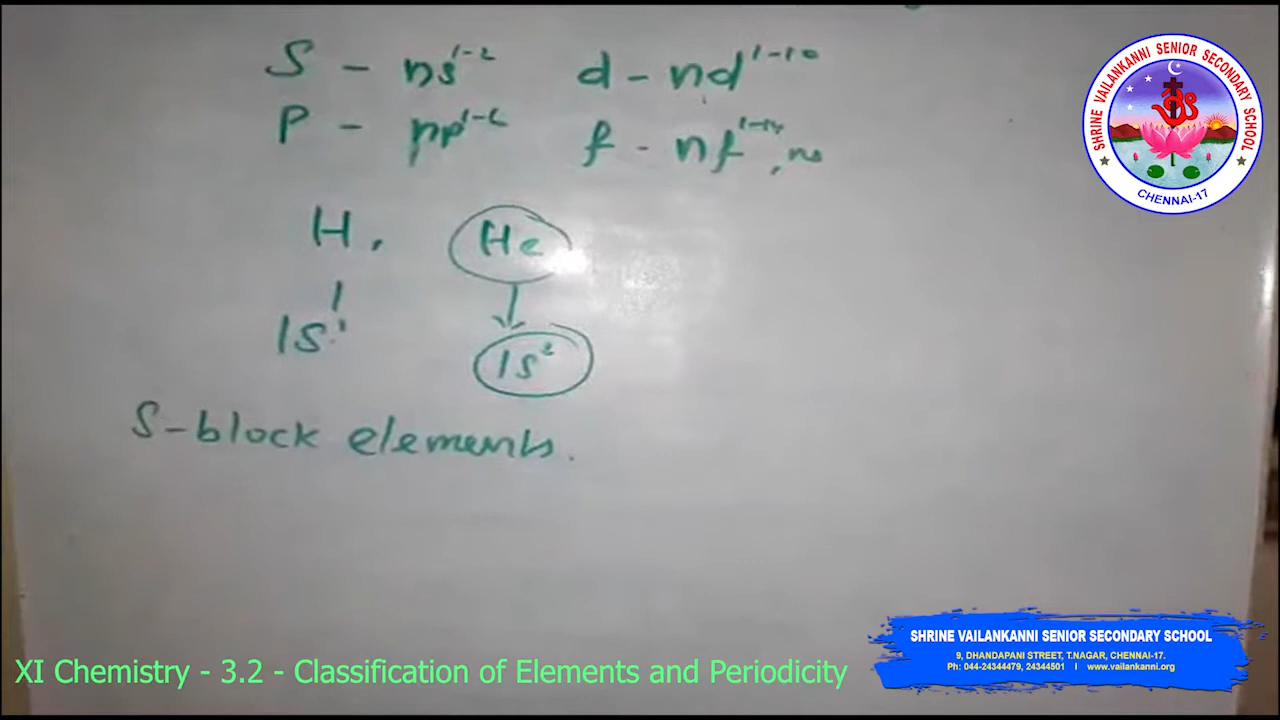 S - ns¹⁻² d - nd¹⁻¹⁰
P - np¹⁻⁶ f - nf¹⁻¹⁴, ns
H, He
1S¹ 1S²
S-block elements.
SHRINE VAILANKANNI SENIOR SECONDARY SCHOOL
CHENNAI-17
SHRINE VAILANKANNI SENIOR SECONDARY SCHOOL
9, DHANDAPANI STREET, T.NAGAR, CHENNAI-17.
Ph: 044-24344479, 24344501 I www.vailankanni.org
XI Chemistry - 3.2 - Classification of Elements and Periodicity